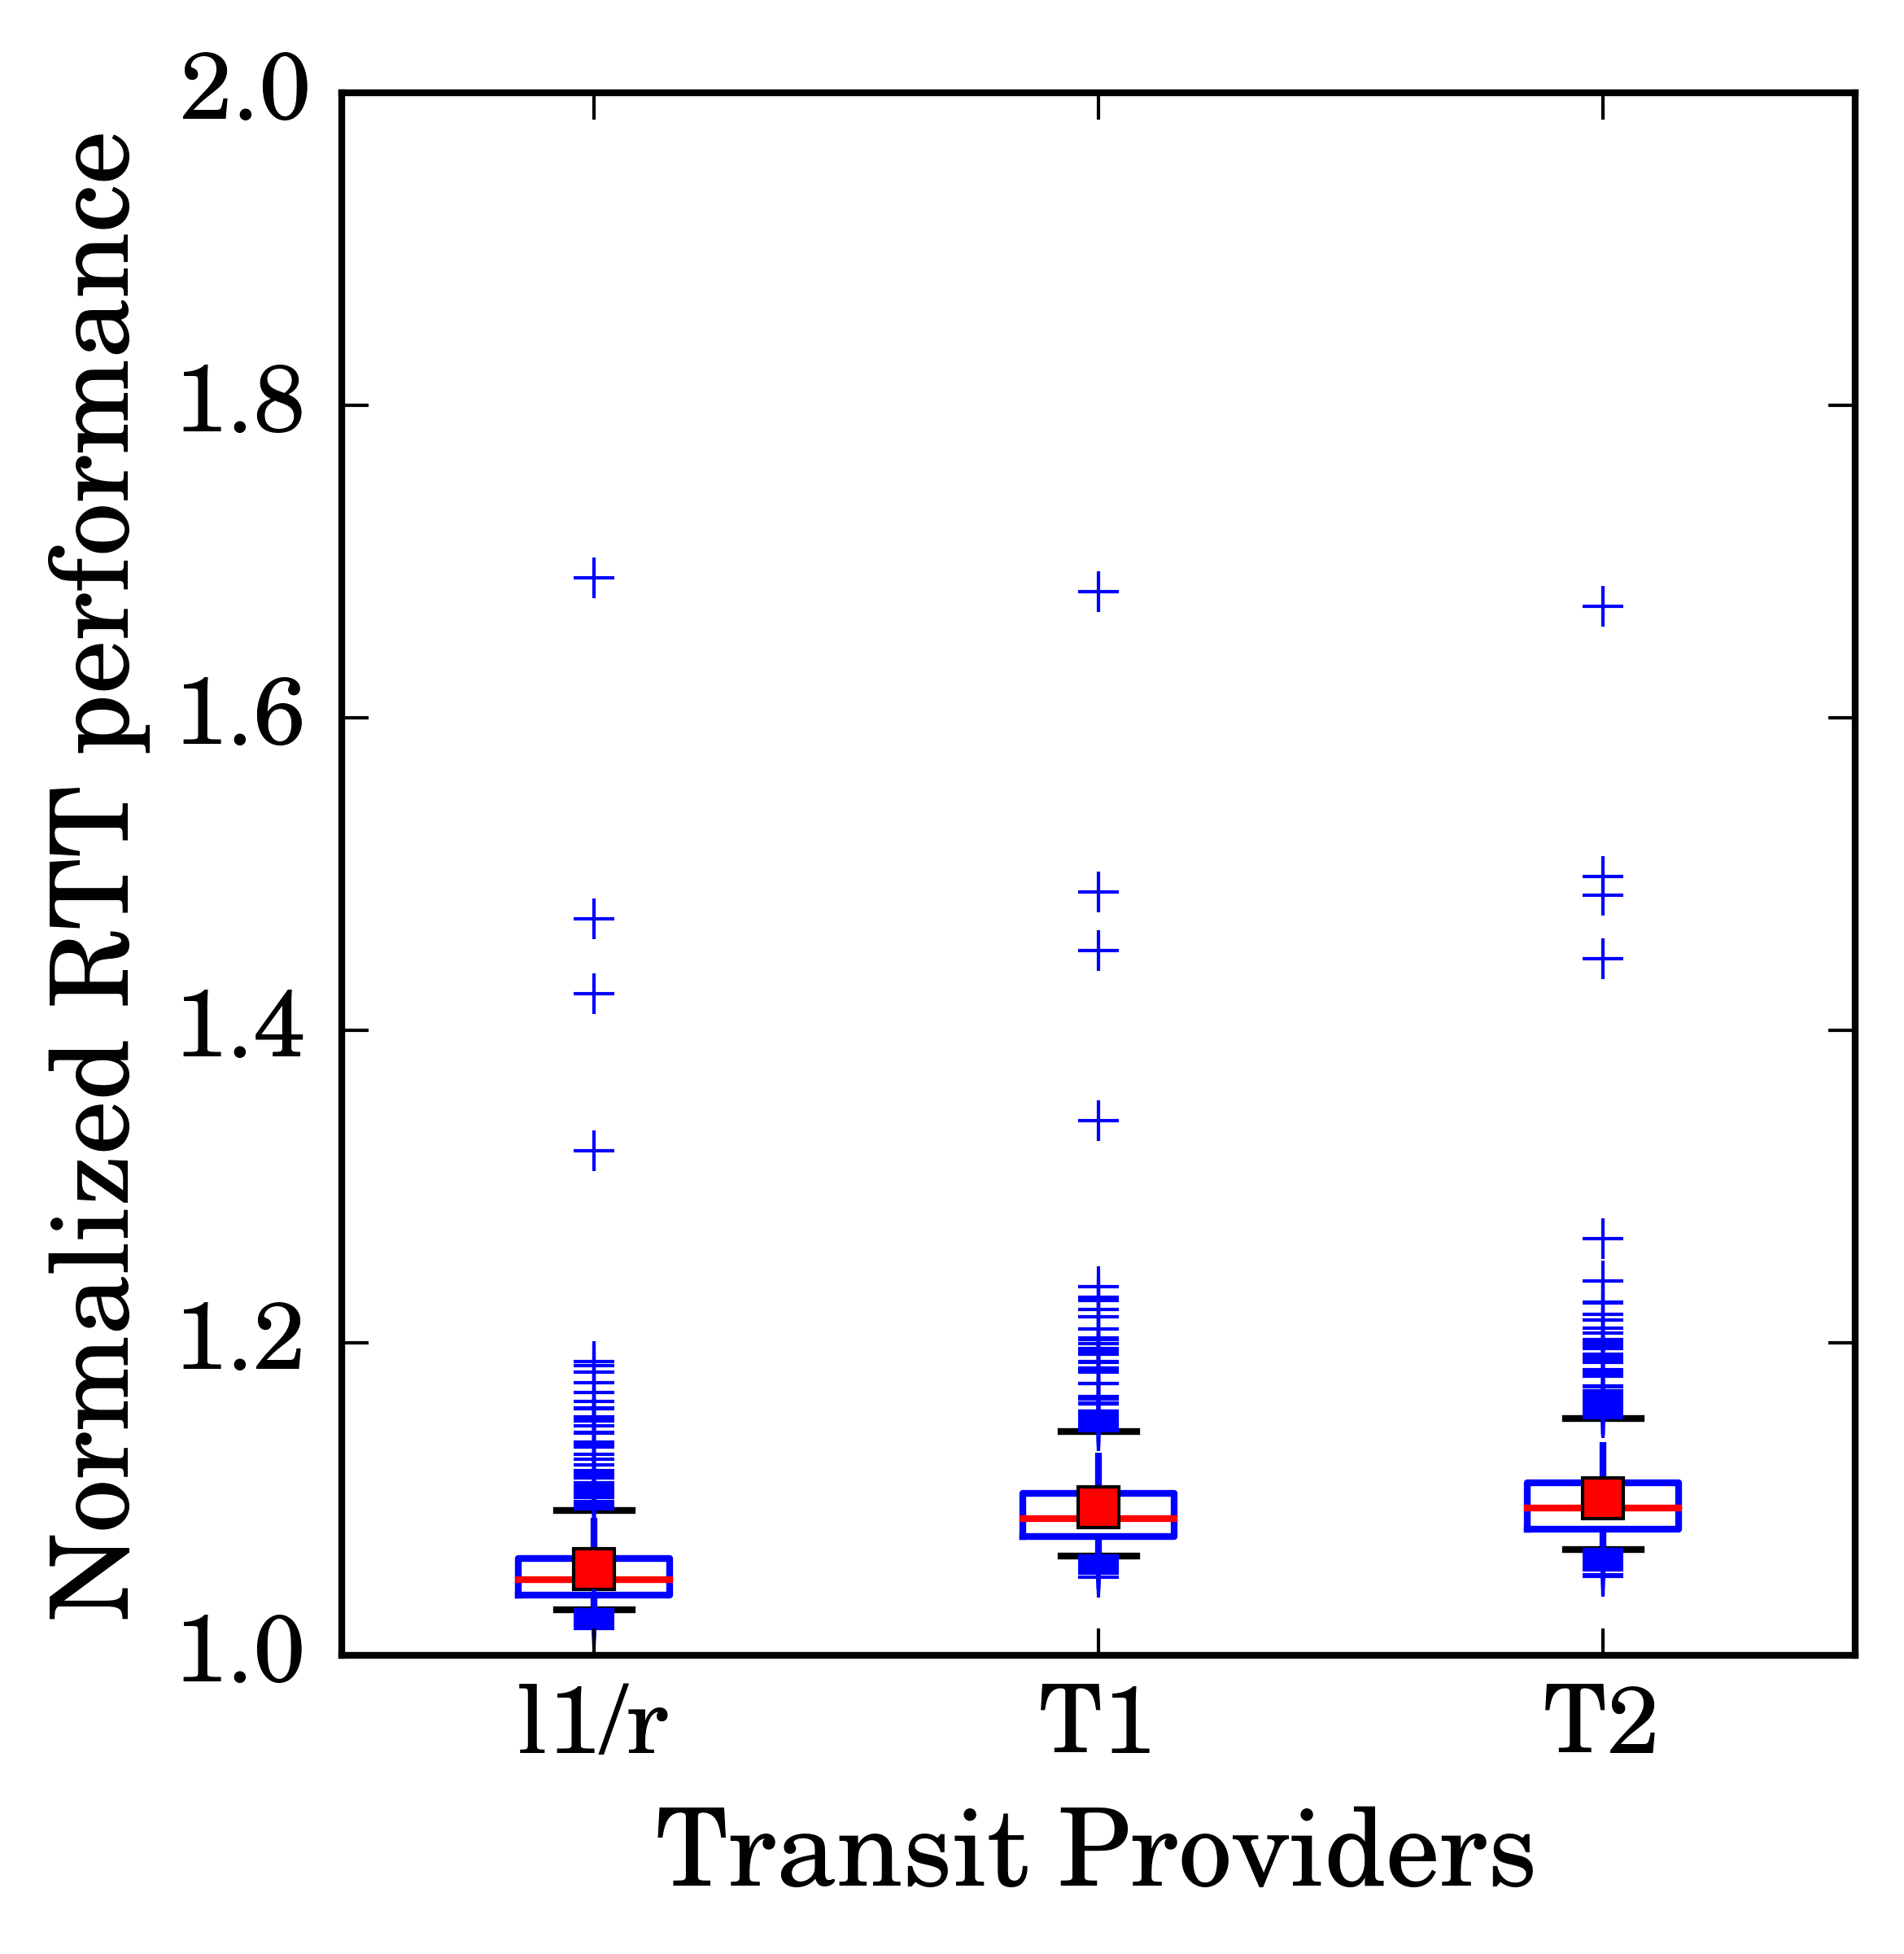 Normalized RTT performance
2.0
1.8
1.6
1.4
1.2
1.0
l1/r T1 T2
Transit Providers